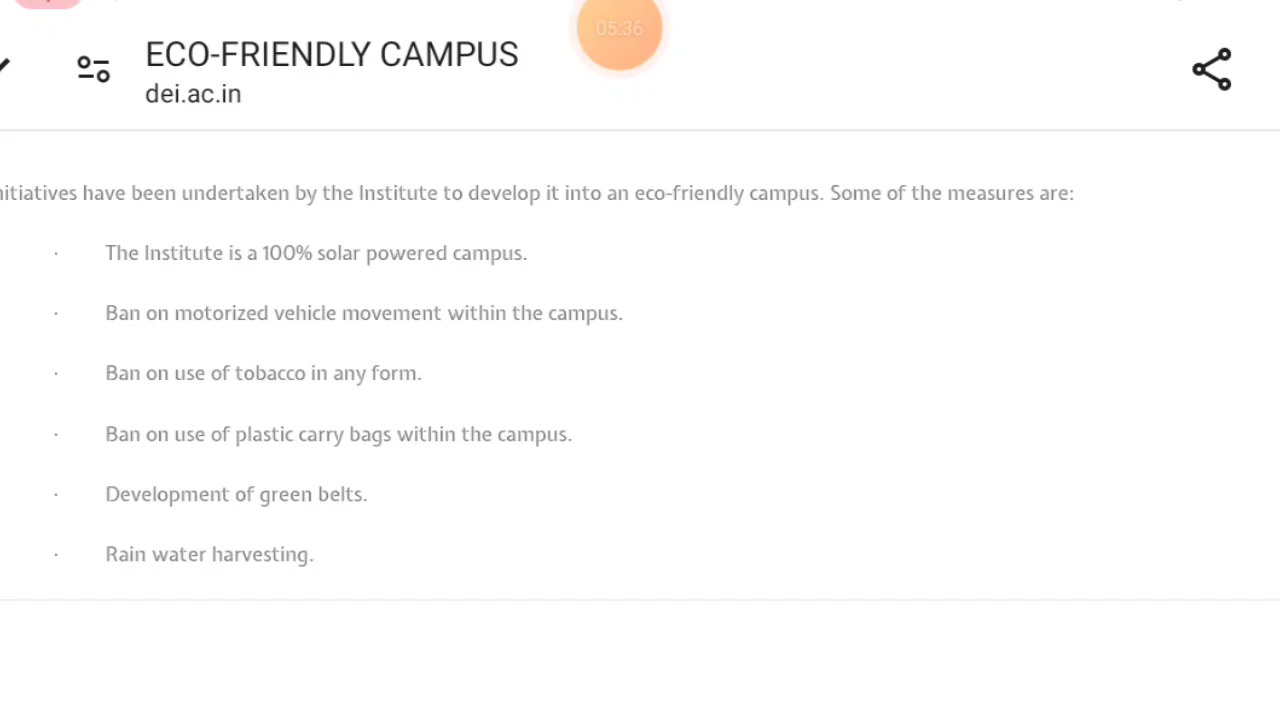 05:36
ECO-FRIENDLY CAMPUS
dei.ac.in
have been undertaken by the Institute to develop it into an eco-friendly campus. Some of the measures are:
· The Institute is a 100% solar powered campus.
· Ban on motorized vehicle movement within the campus.
· Ban on use of tobacco in any form.
· Ban on use of plastic carry bags within the campus.
· Development of green belts.
· Rain water harvesting.